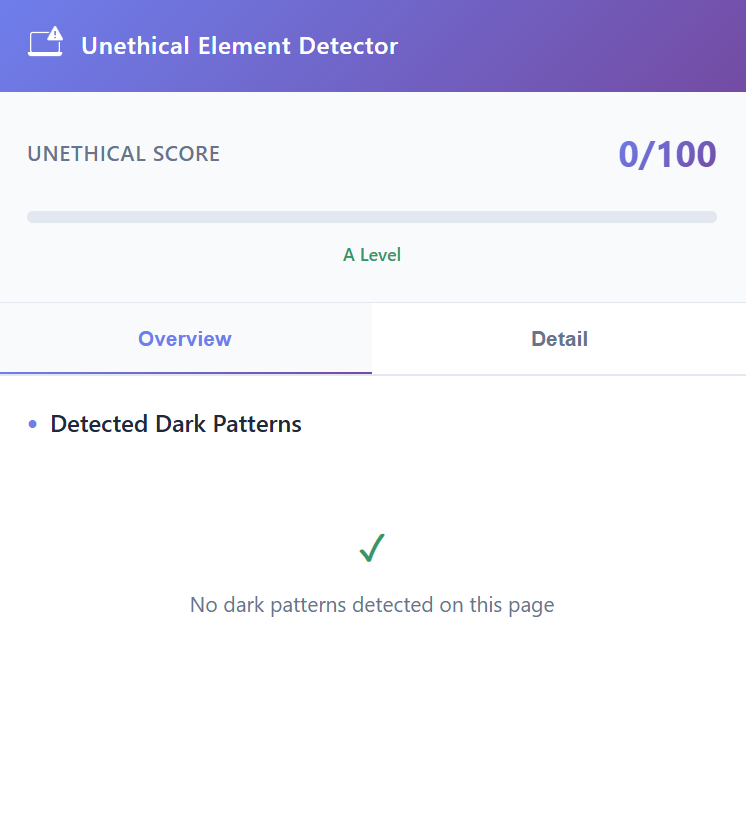 Unethical Element Detector
UNETHICAL SCORE 0/100
A Level
Overview Detail
• Detected Dark Patterns
✓
No dark patterns detected on this page